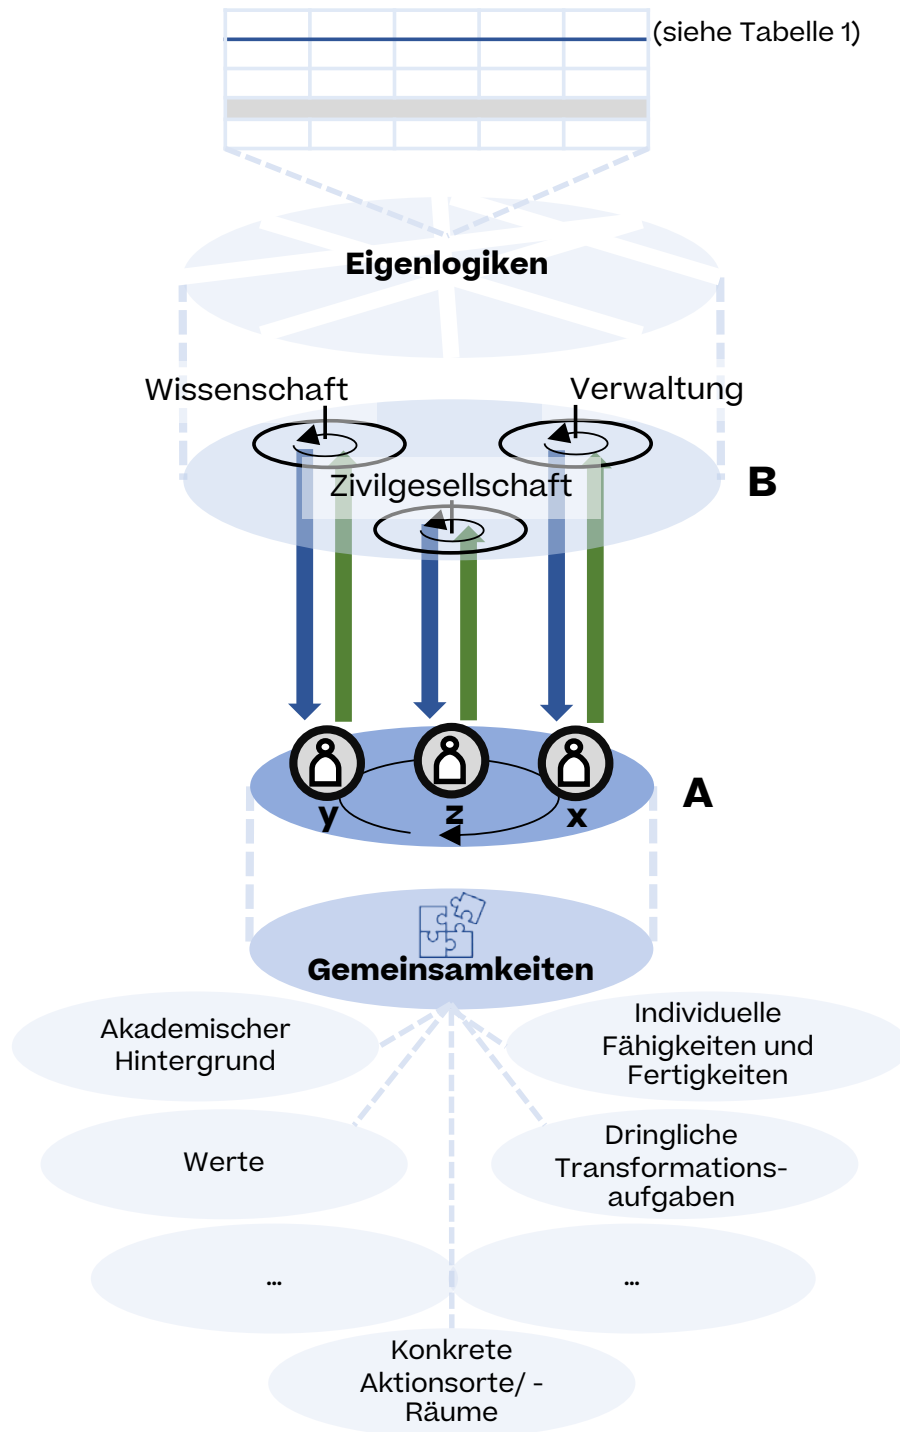 (siehe Tabelle 1)
Eigenlogiken
Wissenschaft
Verwaltung
Zivilgesellschaft
B
A
y
z
x
Gemeinsamkeiten
Akademischer
Hintergrund
Individuelle
Fähigkeiten und
Fertigkeiten
Werte
Dringliche
Transformations-
aufgaben
...
...
Konkrete
Aktionsorte/ -
Räume